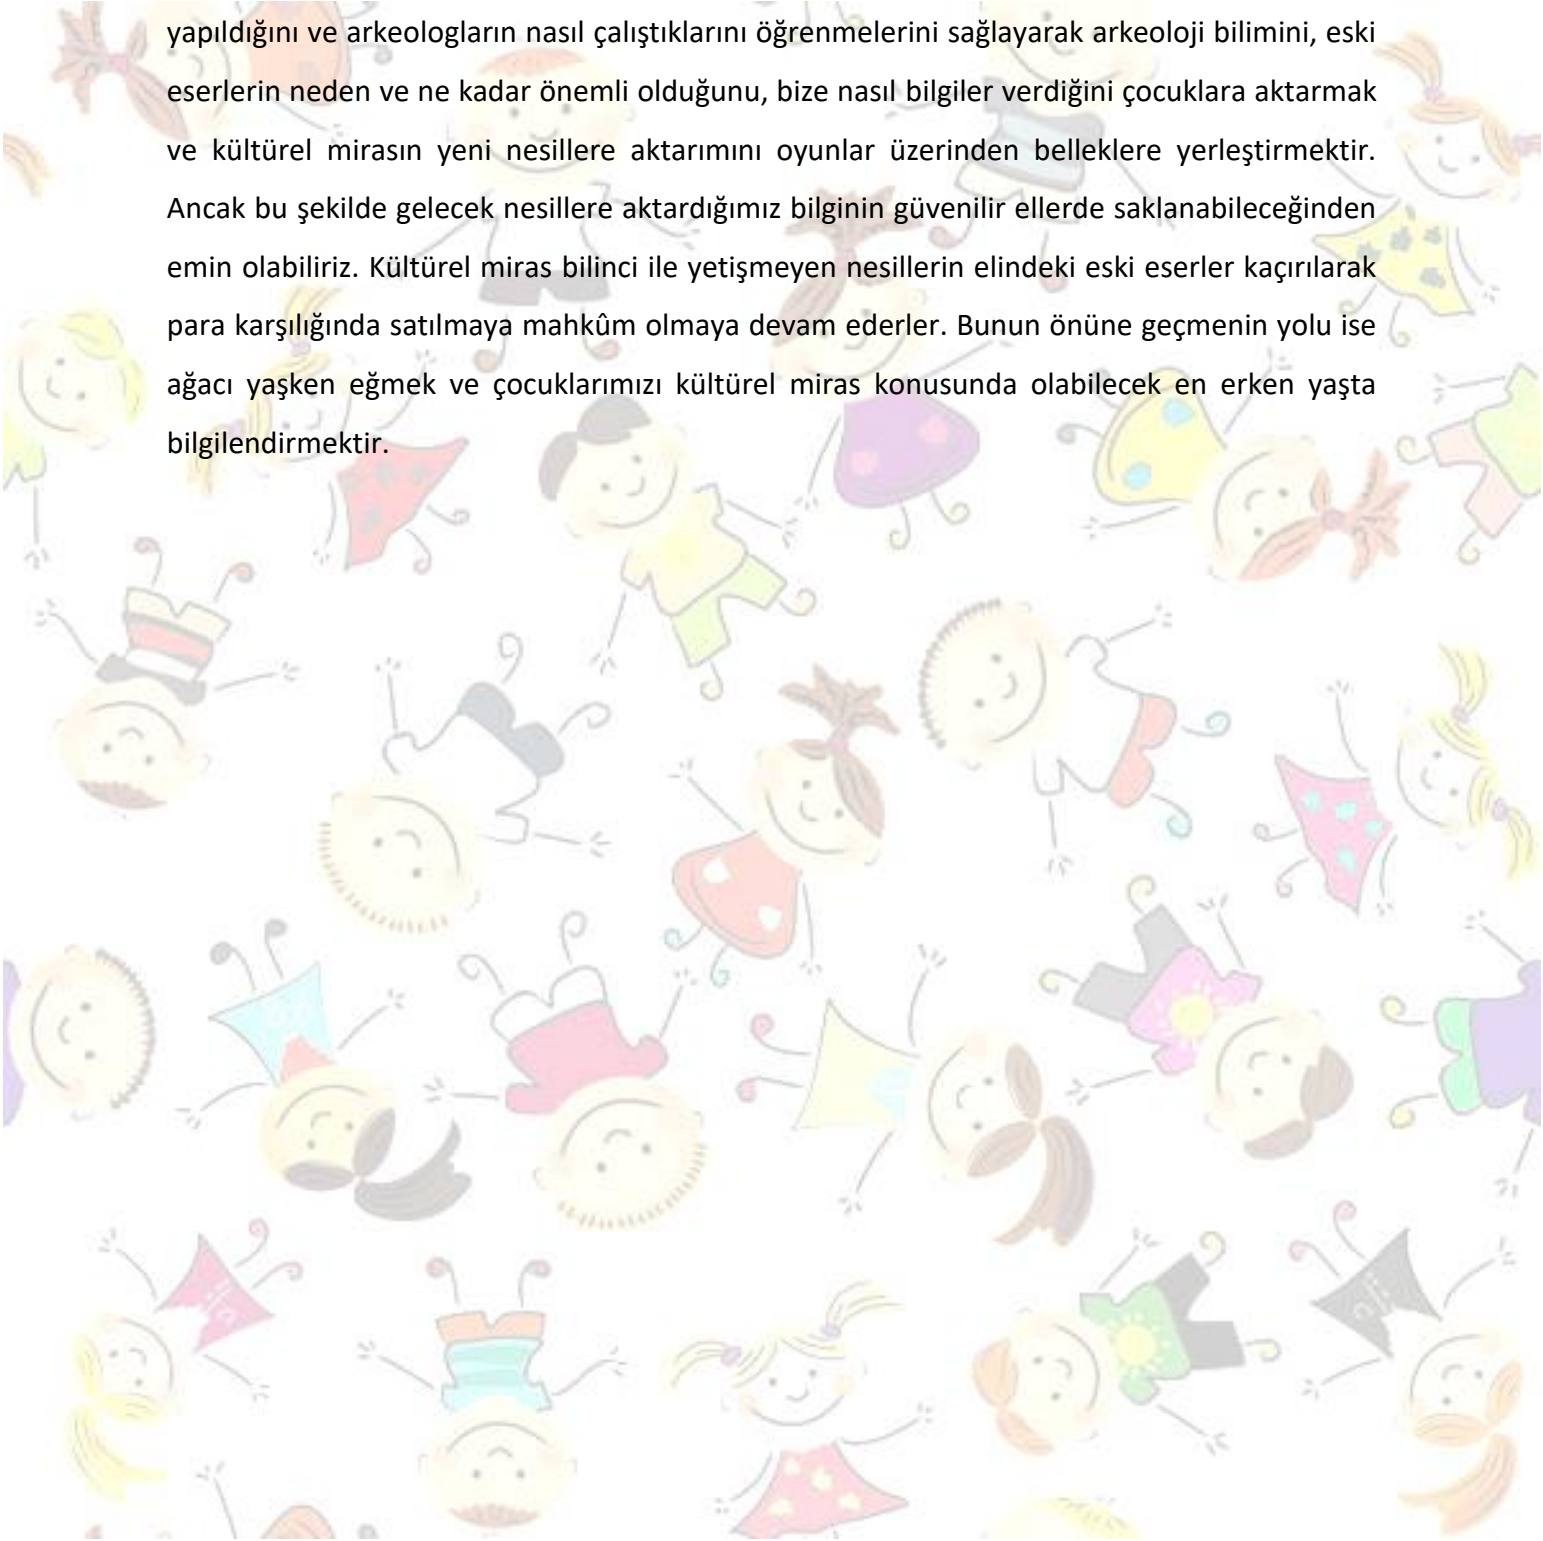 yapıldığını ve arkeologların nasıl çalıştıklarını öğrenmelerini sağlayarak arkeoloji bilimini, eski
eserlerin neden ve ne kadar önemli olduğunu, bize nasıl bilgiler verdiğini çocuklara aktarmak
ve kültürel mirasın yeni nesillere aktarımını oyunlar üzerinden belleklere yerleştirmektir.
Ancak bu şekilde gelecek nesillere aktardığımız bilginin güvenilir ellerde saklanabileceğinden
emin olabiliriz. Kültürel miras bilinci ile yetişmeyen nesillerin elindeki eski eserler kaçırılarak
para karşılığında satılmaya mahkûm olmaya devam ederler. Bunun önüne geçmenin yolu ise
ağacı yaşken eğmek ve çocuklarımızı kültürel miras konusunda olabilecek en erken yaşta
bilgilendirmektir.